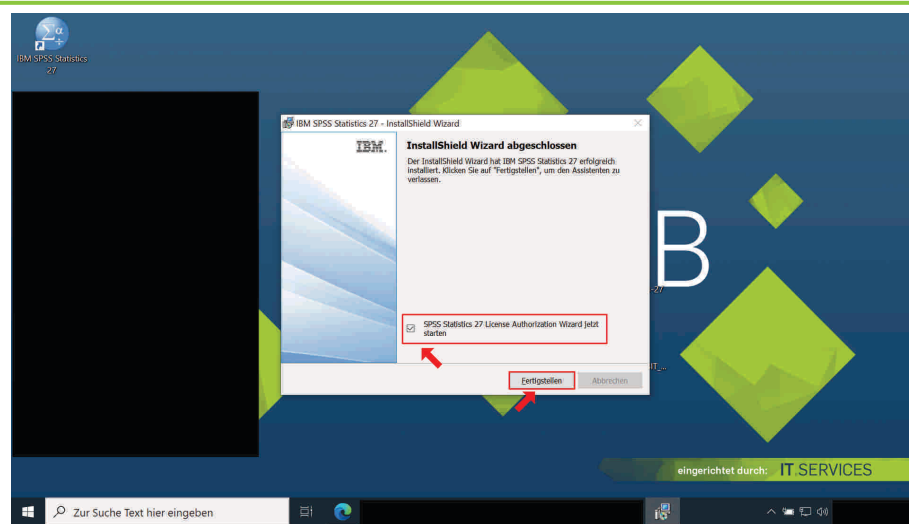 IBM SPSS Statistics
27
IBM SPSS Statistics 27 - InstallShield Wizard
IBM.
InstallShield Wizard abgeschlossen
Der InstallShield Wizard hat IBM SPSS Statistics 27 erfolgreich
installiert. Klicken Sie auf "Fertigstellen", um den Assistenten zu
verlassen.
B
-27
SPSS Statistics 27 License Authorization Wizard jetzt
starten
IT_...
Fertigstellen
Abbrechen
eingerichtet durch: IT.SERVICES
Zur Suche Text hier eingeben